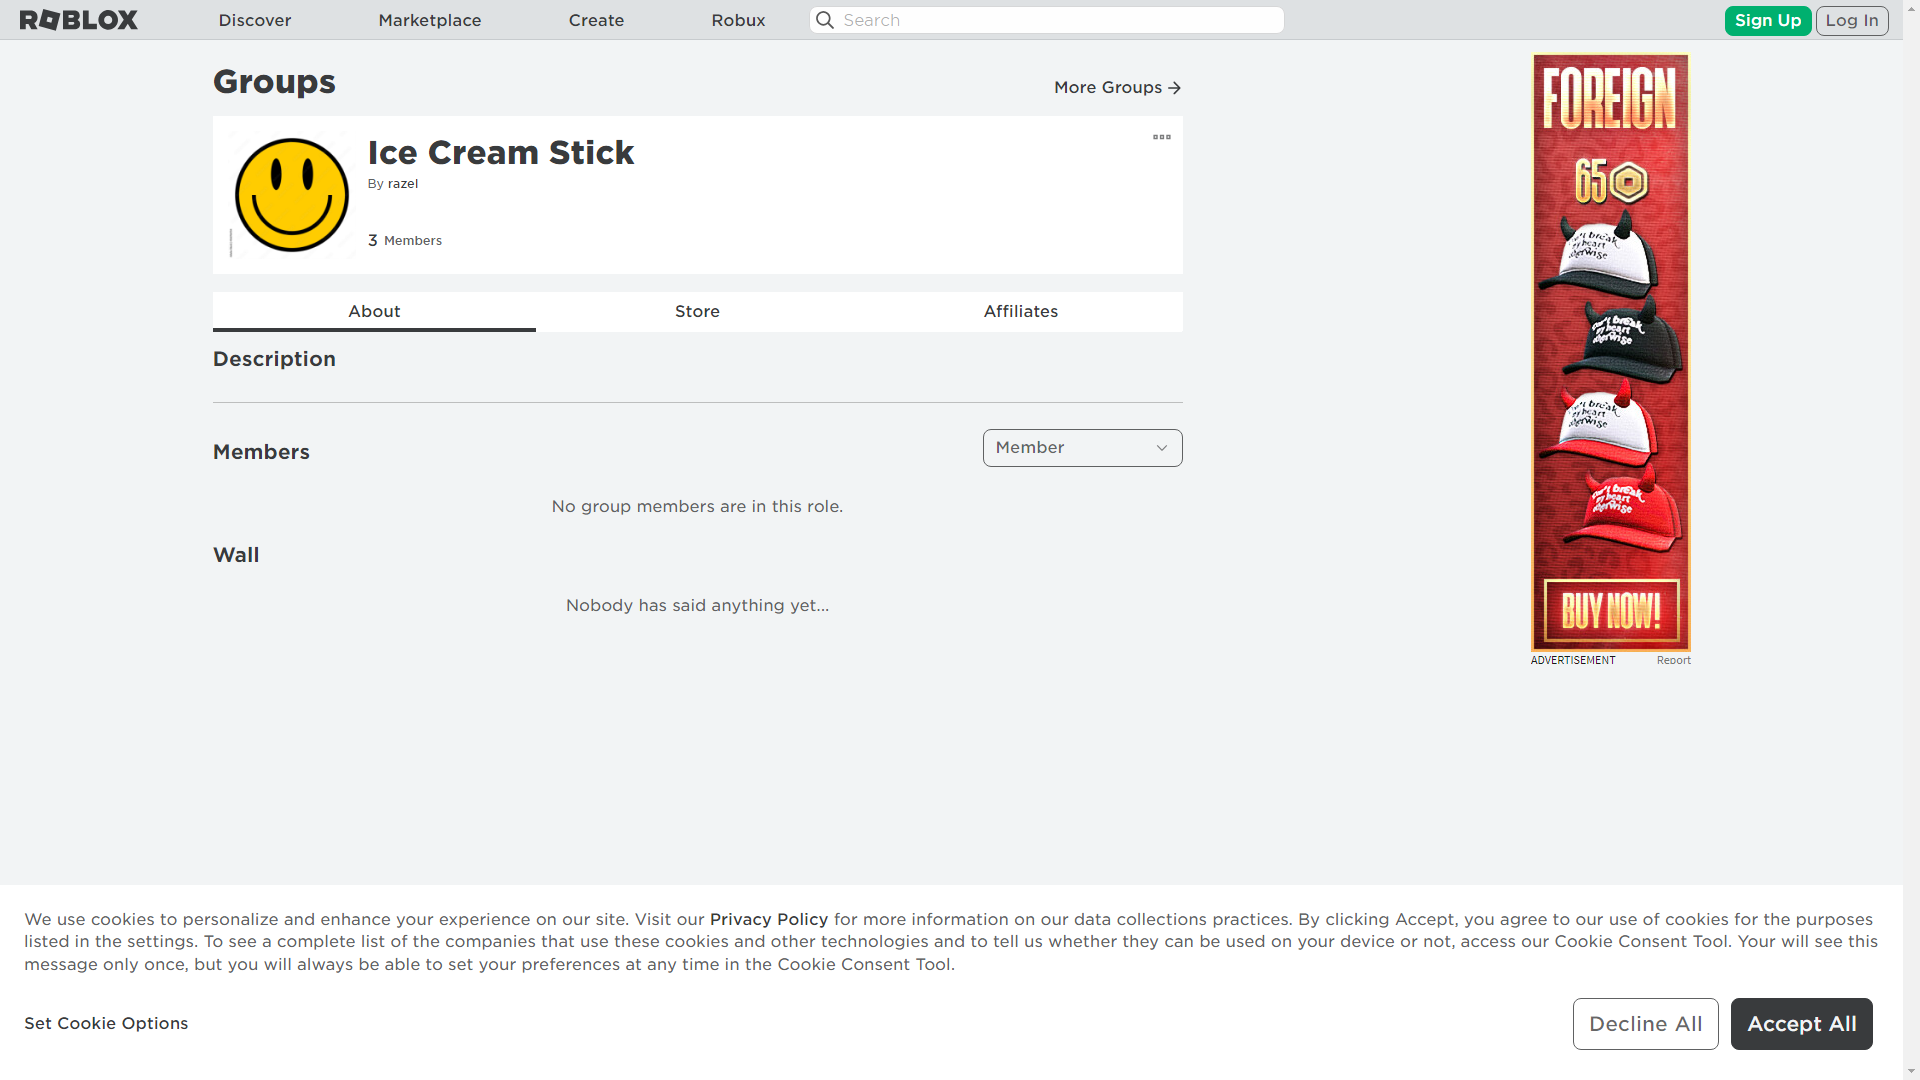 ROBLOX
Discover
Marketplace
Create
Robux
Search
Sign Up
Log In
Groups
More Groups
Ice Cream Stick
By razel
3 Members
About
Store
Affiliates
Description
Members
Member
No group members are in this role.
Wall
Nobody has said anything yet...
FOREIGN
65
BUY NOW!
ADVERTISEMENT
Report
We use cookies to personalize and enhance your experience on our site. Visit our Privacy Policy for more information on our data collections practices. By clicking Accept, you agree to our use of cookies for the purposes
listed in the settings. To see a complete list of the companies that use these cookies and other technologies and to tell us whether they can be used on your device or not, access our Cookie Consent Tool. Your will see this
message only once, but you will always be able to set your preferences at any time in the Cookie Consent Tool.
Set Cookie Options
Decline All
Accept All